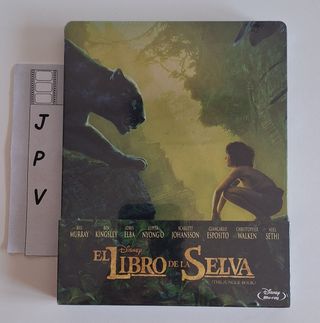 J
P
V
BILL MURRAY BEN KINGSLEY IDRIS ELBA LUPITA NYONG'O SCARLETT JOHANSSON GIANCARLO ESPOSITO CHRISTOPHER WALKEN NEEL SETHI
Disney
EL LIBRO DE LA SELVA
(THE JUNGLE BOOK)
Disney
Blu-ray